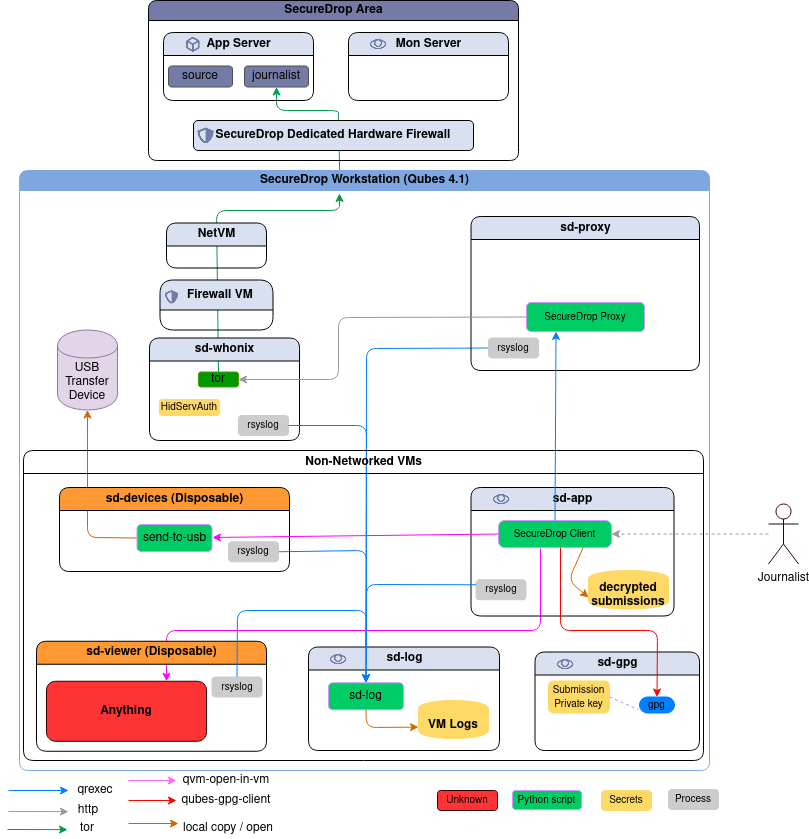 SecureDrop Area
App Server
Mon Server
source
journalist
SecureDrop Dedicated Hardware Firewall
SecureDrop Workstation (Qubes 4.1)
NetVM
sd-proxy
Firewall VM
SecureDrop Proxy
rsyslog
sd-whonix
tor
HidServAuth
rsyslog
USB
Transfer
Device
Non-Networked VMs
sd-devices (Disposable)
send-to-usb
rsyslog
sd-app
SecureDrop Client
rsyslog
decrypted
submissions
Journalist
sd-viewer (Disposable)
Anything
rsyslog
sd-log
sd-log
VM Logs
sd-gpg
Submission
Private key
gpg
qrexec
http
tor
qvm-open-in-vm
qubes-gpg-client
local copy / open
Unknown
Python script
Secrets
Process